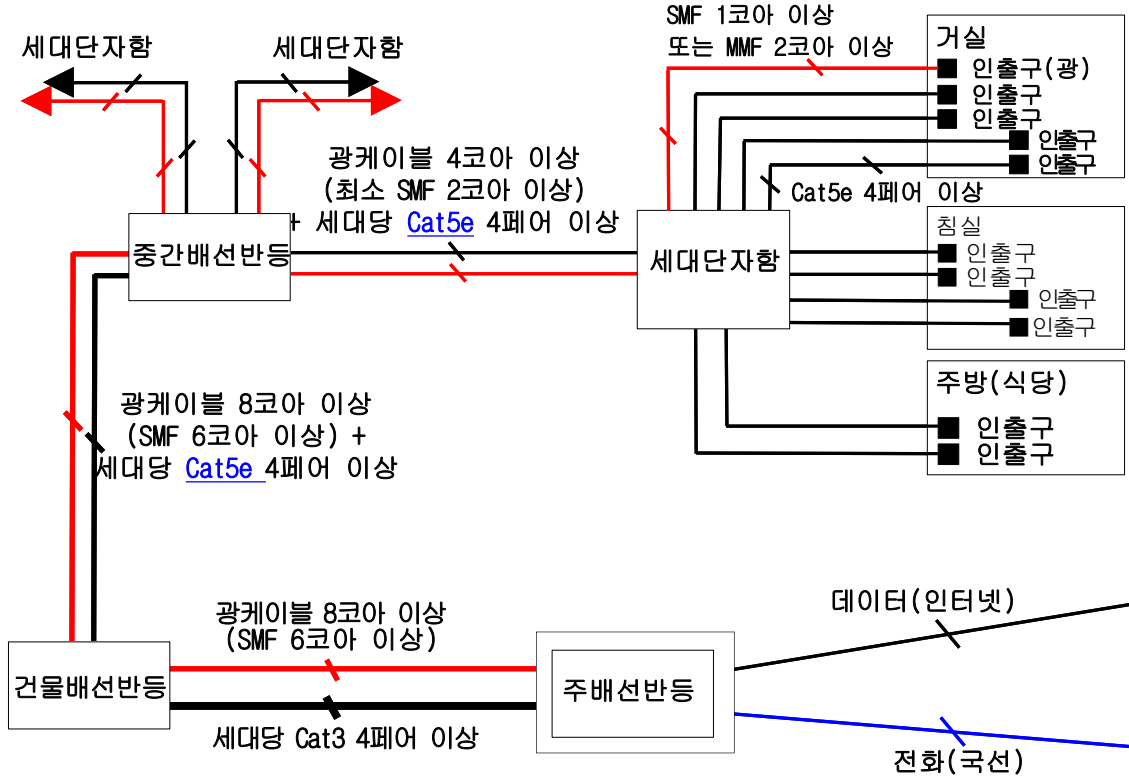 세대단자함
세대단자함
SMF 1코아 이상
또는 MMF 2코아 이상
거실
인출구(광)
인출구
인출구
인출구
인출구
Cat5e 4페어 이상
광케이블 4코아 이상
(최소 SMF 2코아 이상)
+ 세대당 Cat5e 4페어 이상
중간배선반등
세대단자함
침실
인출구
인출구
인출구
인출구
주방(식당)
인출구
인출구
광케이블 8코아 이상
(SMF 6코아 이상) +
세대당 Cat5e 4페어 이상
데이터(인터넷)
광케이블 8코아 이상
(SMF 6코아 이상)
건물배선반등
주배선반등
세대당 Cat3 4페어 이상
전화(국선)